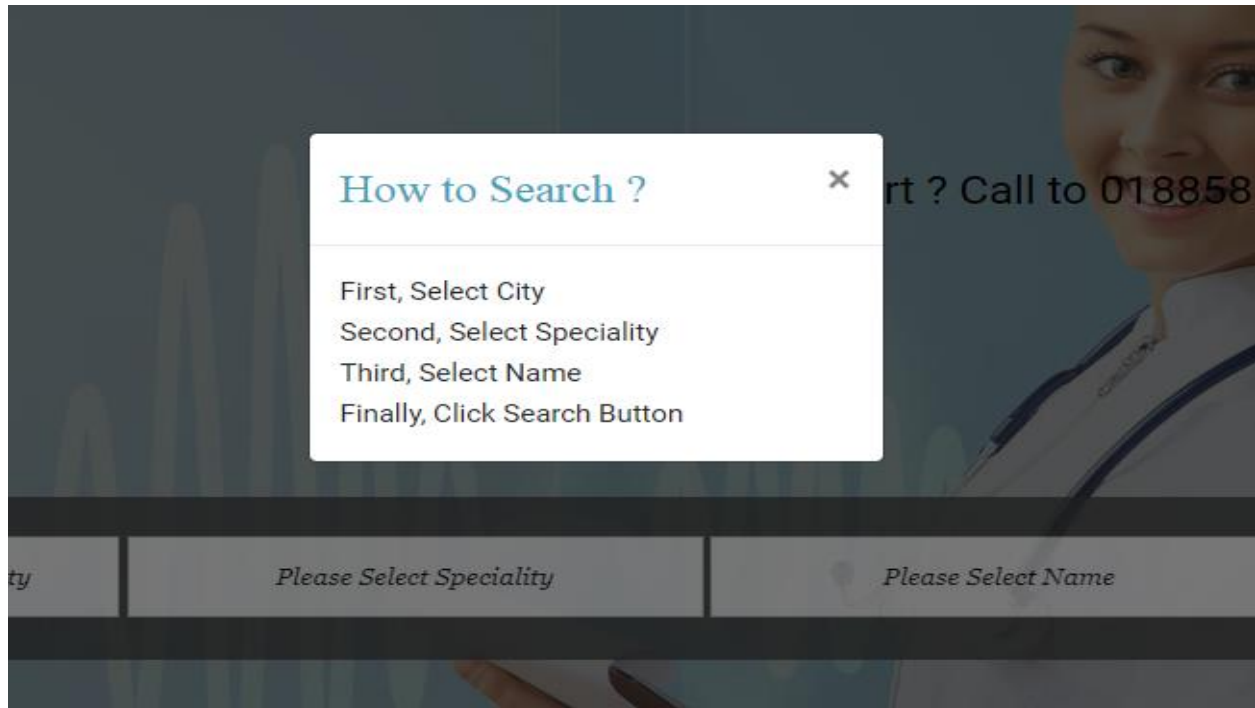 How to Search ?
×
rt ? Call to 018858
First, Select City
Second, Select Speciality
Third, Select Name
Finally, Click Search Button
ty
Please Select Speciality
Please Select Name